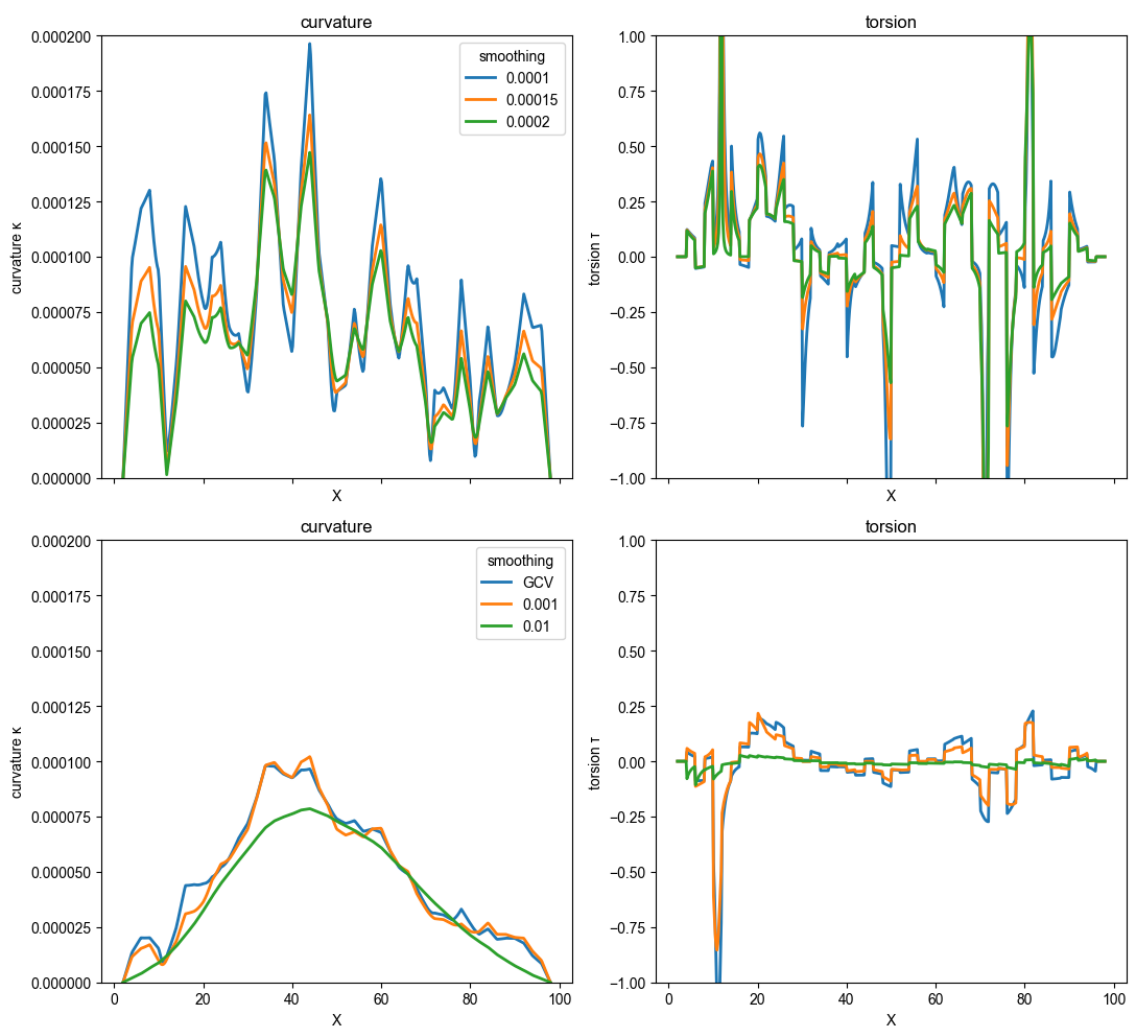 curvature
0.000200
0.000175
0.000150
0.000125
0.000100
0.000075
0.000050
0.000025
0.000000
curvature κ
X
smoothing
0.0001
0.00015
0.0002
torsion
1.00
0.75
0.50
0.25
0.00
−0.25
−0.50
−0.75
−1.00
torsion τ
X
curvature
0.000200
0.000175
0.000150
0.000125
0.000100
0.000075
0.000050
0.000025
0.000000
curvature κ
0 20 40 60 80 100
X
smoothing
GCV
0.001
0.01
torsion
1.00
0.75
0.50
0.25
0.00
−0.25
−0.50
−0.75
−1.00
torsion τ
0 20 40 60 80 100
X